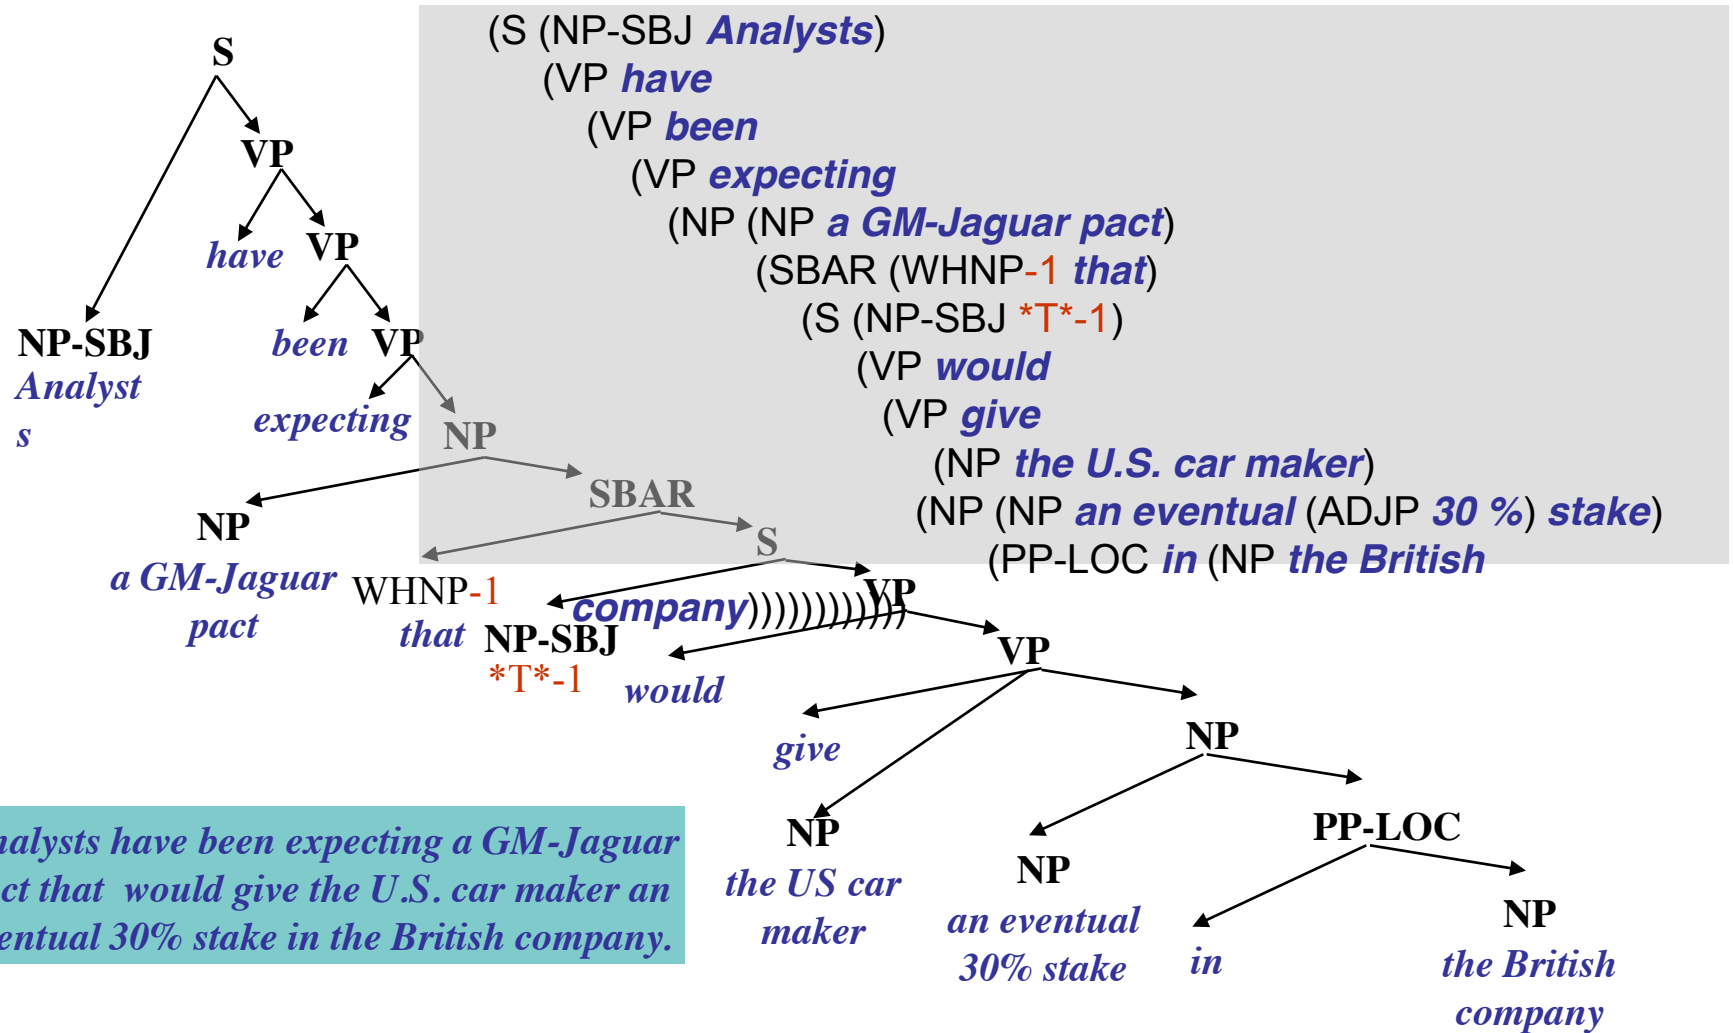 (S (NP-SBJ Analysts)
(VP have
(VP been
(VP expecting
(NP (NP a GM-Jaguar pact)
(SBAR (WHNP-1 that)
(S (NP-SBJ *T*-1)
(VP would
(VP give
(NP the U.S. car maker)
(NP (NP an eventual (ADJP 30 %) stake)
(PP-LOC in (NP the British
company))))))))))))
S
VP
have
VP
NP-SBJ
Analyst
s
been
VP
expecting
NP
NP
a GM-Jaguar
pact
SBAR
WHNP-1
that
S
NP-SBJ
*T*-1
VP
would
VP
give
NP
the US car
maker
NP
NP
an eventual
30% stake
PP-LOC
in
NP
the British
company
nalysts have been expecting a GM-Jaguar
ct that would give the U.S. car maker an
entual 30% stake in the British company.